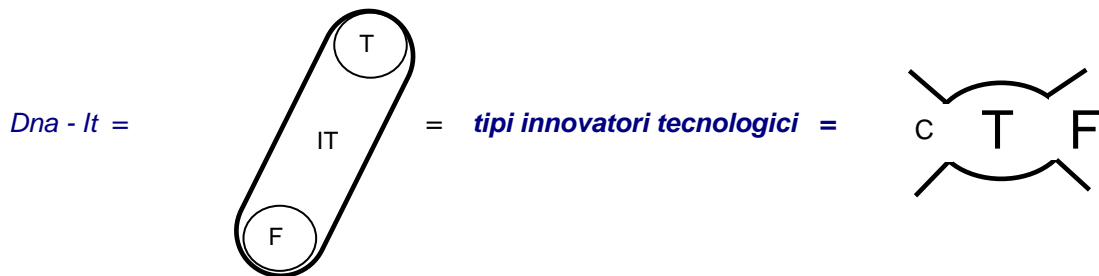 T
Dna - It = IT = tipi innovatori tecnologici = C T F
F